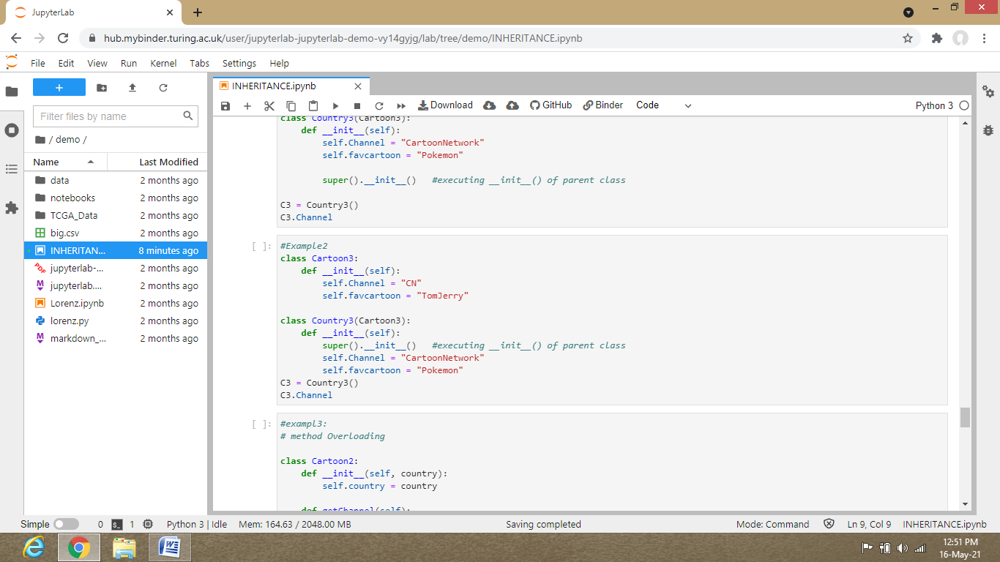 JupyterLab
hub.mybinder.turing.ac.uk/user/jupyterlab-jupyterlab-demo-vy14gyjg/lab/tree/demo/INHERITANCE.ipynb
File Edit View Run Kernel Tabs Settings Help
Filter files by name
/ demo /
Name Last Modified
data 2 months ago
notebooks 2 months ago
TCGA_Data 2 months ago
big.csv 2 months ago
INHERITAN... 8 minutes ago
jupyterlab-... 2 months ago
jupyterlab.... 2 months ago
Lorenz.ipynb 2 months ago
lorenz.py 2 months ago
markdown_... 2 months ago
INHERITANCE.ipynb
Download GitHub Binder Code Python 3
class Country3(Cartoon3):
    def __init__(self):
        self.Channel = "CartoonNetwork"
        self.favcartoon = "Pokemon"
        super().__init__()   #executing __init__() of parent class
C3 = Country3()
C3.Channel
[ ]:
#Example2
class Cartoon3:
    def __init__(self):
        self.Channel = "CN"
        self.favcartoon = "TomJerry"
class Country3(Cartoon3):
    def __init__(self):
        super().__init__()   #executing __init__() of parent class
        self.Channel = "CartoonNetwork"
        self.favcartoon = "Pokemon"
C3 = Country3()
C3.Channel
[ ]:
#exampl3:
# method Overloading
class Cartoon2:
    def __init__(self, country):
        self.country = country
    def getChannel(self):
Simple 0 $_ 1 Python 3 | Idle Mem: 164.63 / 2048.00 MB Saving completed Mode: Command Ln 9, Col 9 INHERITANCE.ipynb
12:51 PM
16-May-21